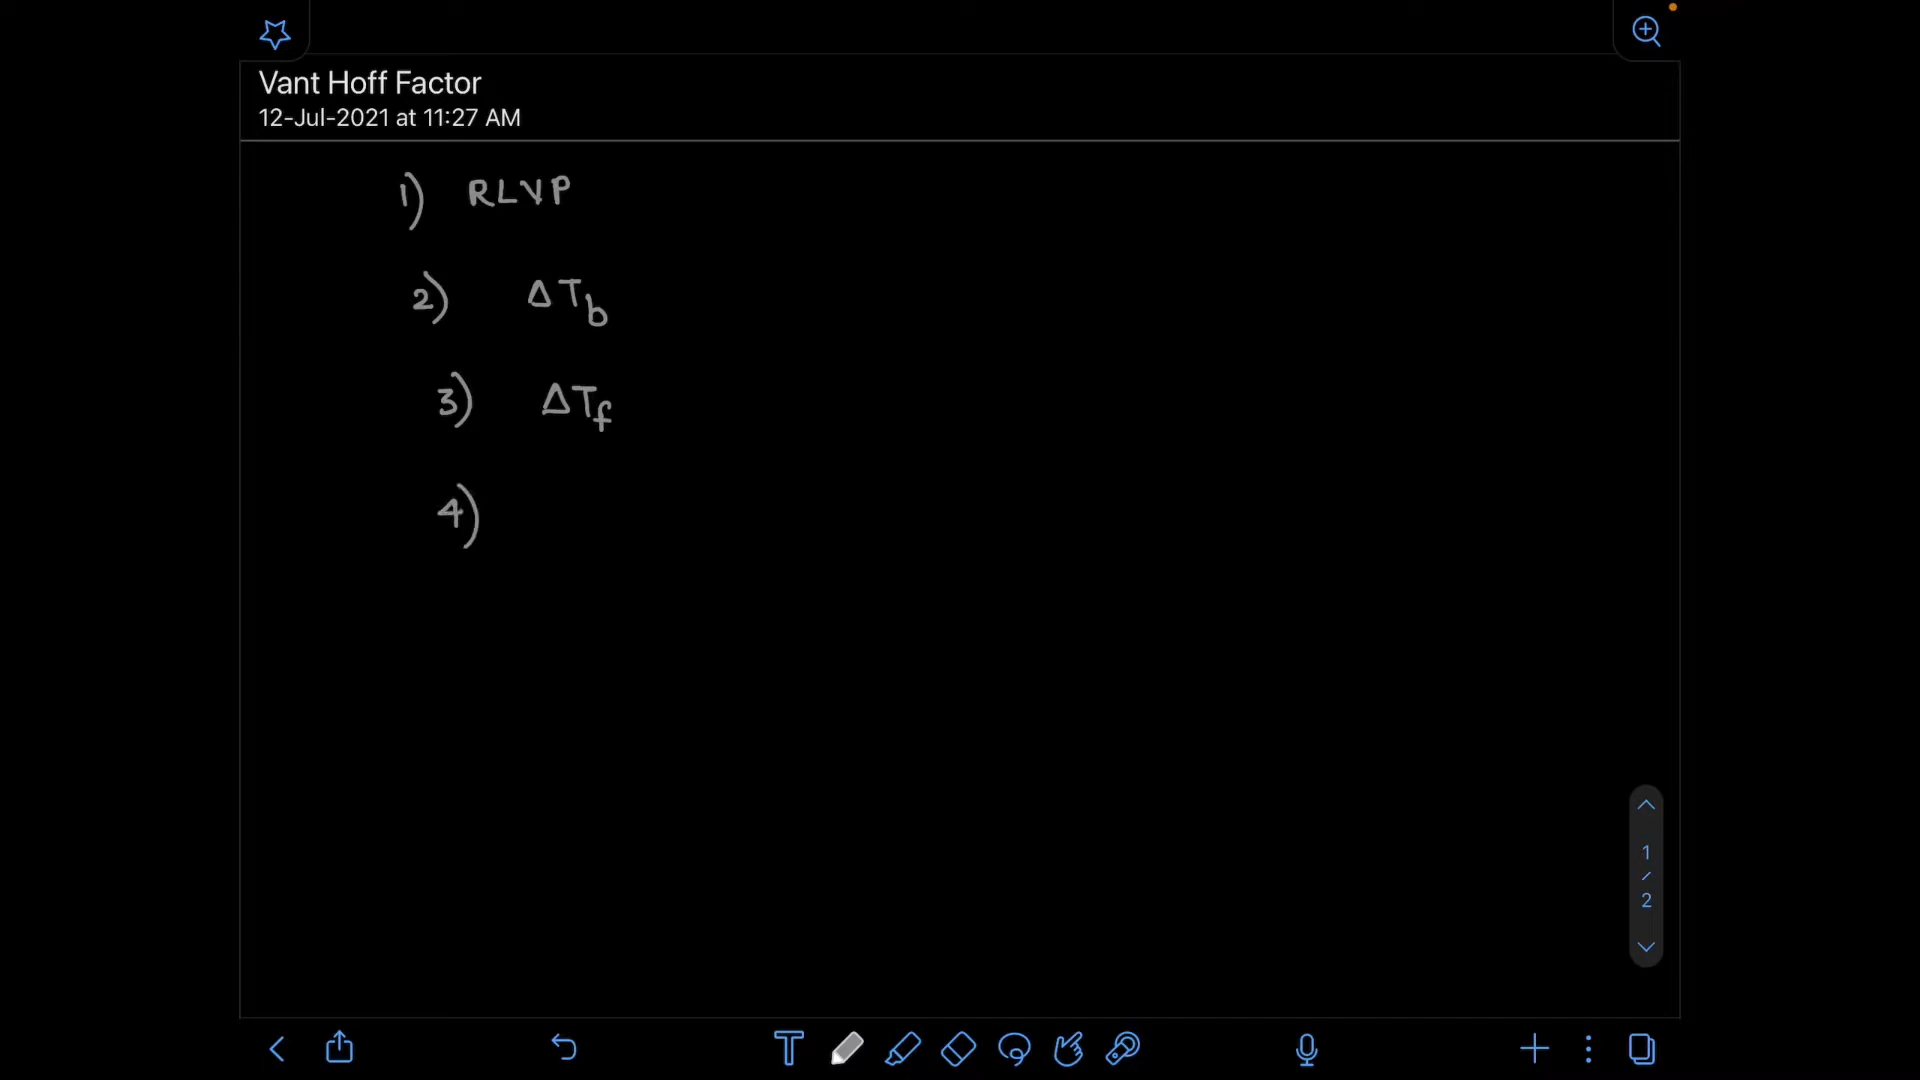 Vant Hoff Factor
12-Jul-2021 at 11:27 AM
1) RLVP
2) ΔTb
3) ΔTf
4)
1
/
2